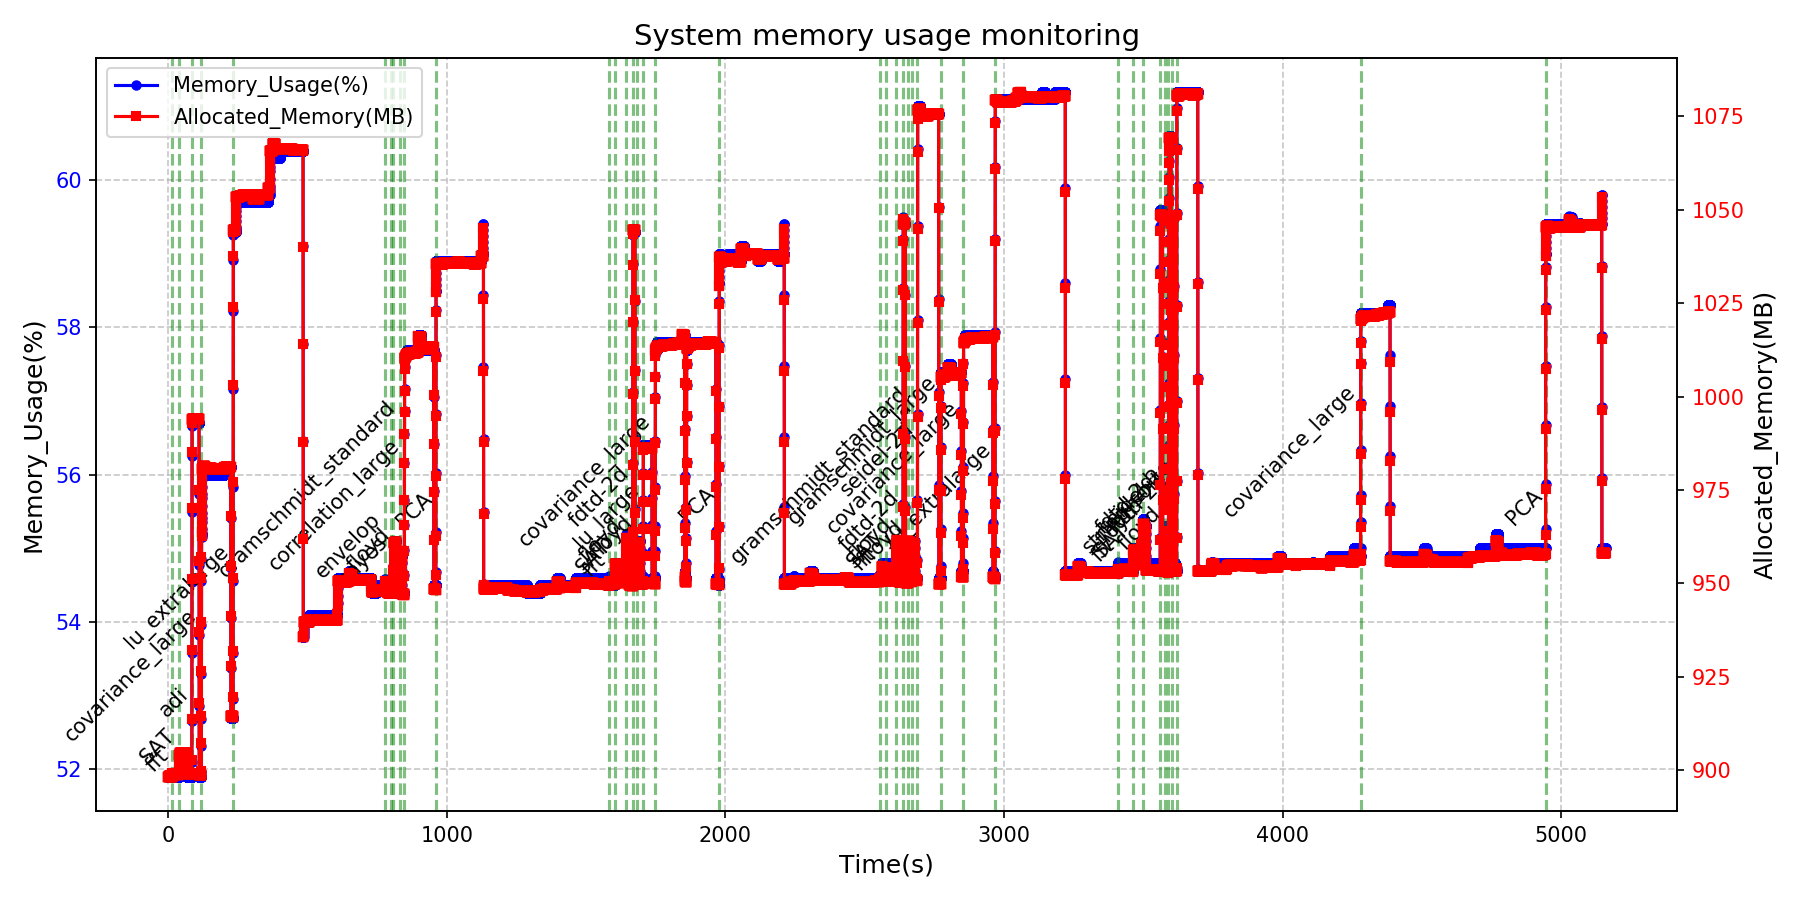 System memory usage monitoring
Memory_Usage(%)
Allocated_Memory(MB)
Memory_Usage(%)
60
58
56
54
52
1075
1050
1025
1000
975
950
925
900
Allocated_Memory(MB)
fft
SAT
adi
covariance_large
gramschmidt_standard
correlation_large
envelop
floyd
PCA
covariance_large
fdtd-2d
lu_large
PCA
gramschmidt_standard
gramschmidt_large
seidel-2d
covariance_large
fdtd-2d
covariance_large
PCA
0
1000
2000
3000
4000
5000
Time(s)